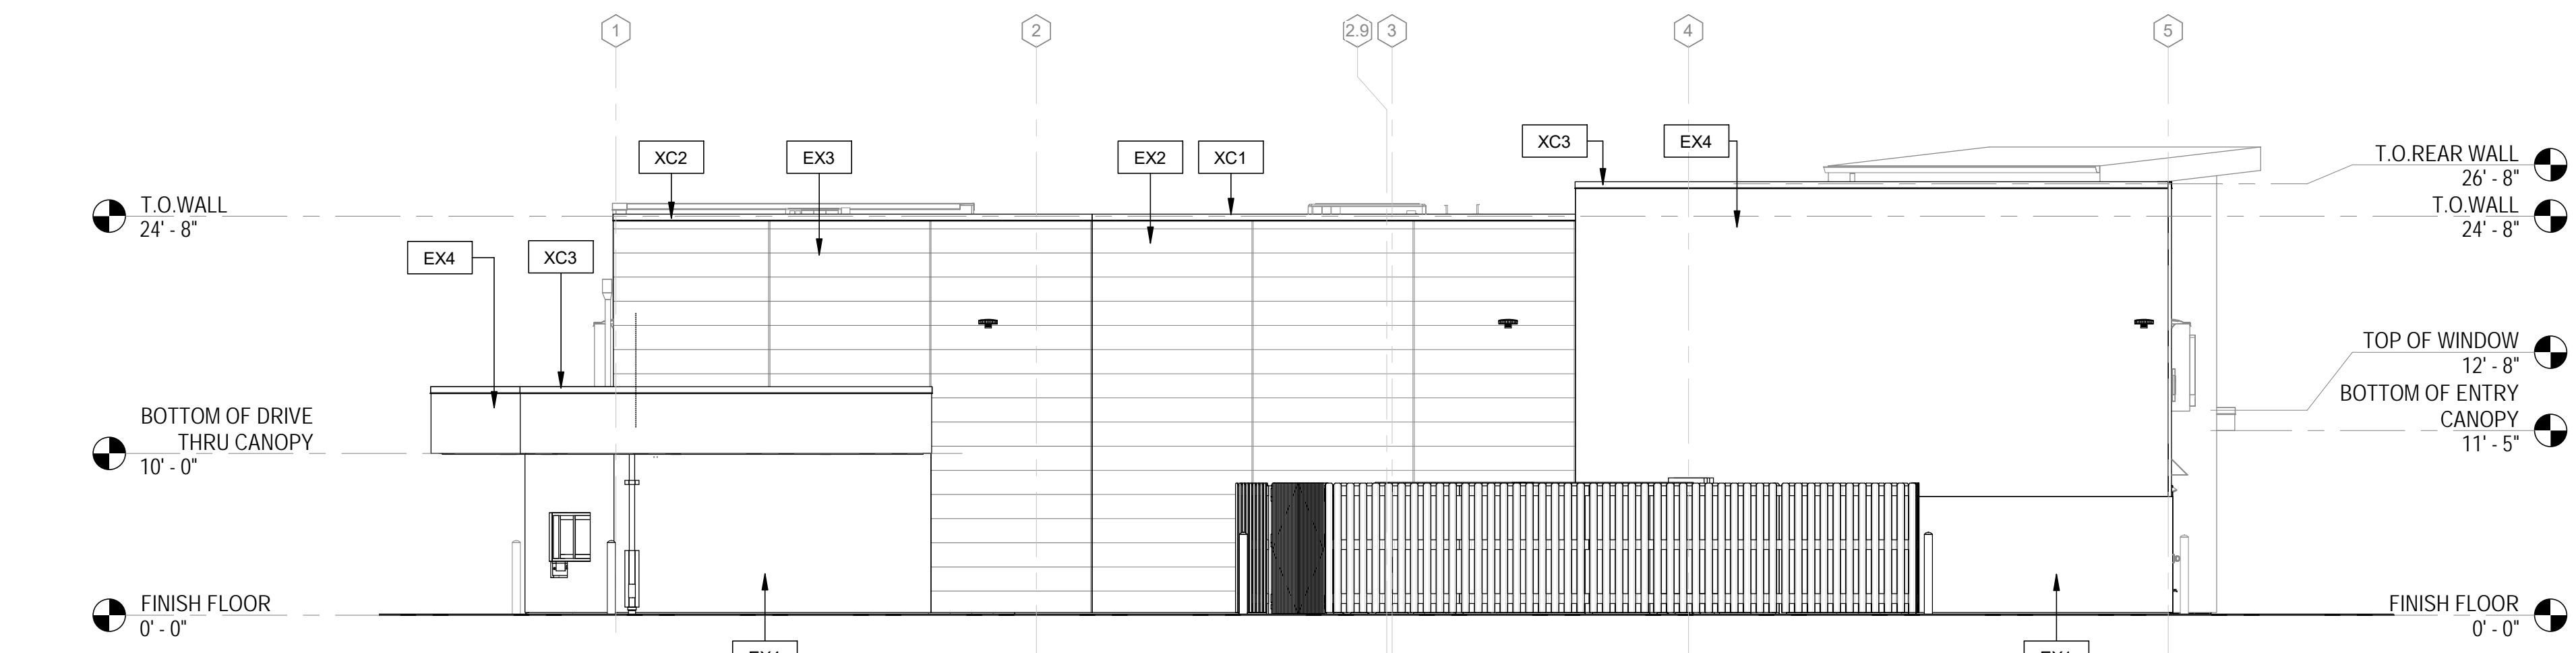 1
2
2.9
3
4
5
XC2
EX3
EX2
XC1
XC3
EX4
T.O.REAR WALL
26' - 8"
T.O.WALL
24' - 8"
T.O.WALL
24' - 8"
EX4
XC3
TOP OF WINDOW
12' - 8"
BOTTOM OF ENTRY
CANOPY
11' - 5"
BOTTOM OF DRIVE
THRU CANOPY
10' - 0"
FINISH FLOOR
0' - 0"
FINISH FLOOR
0' - 0"